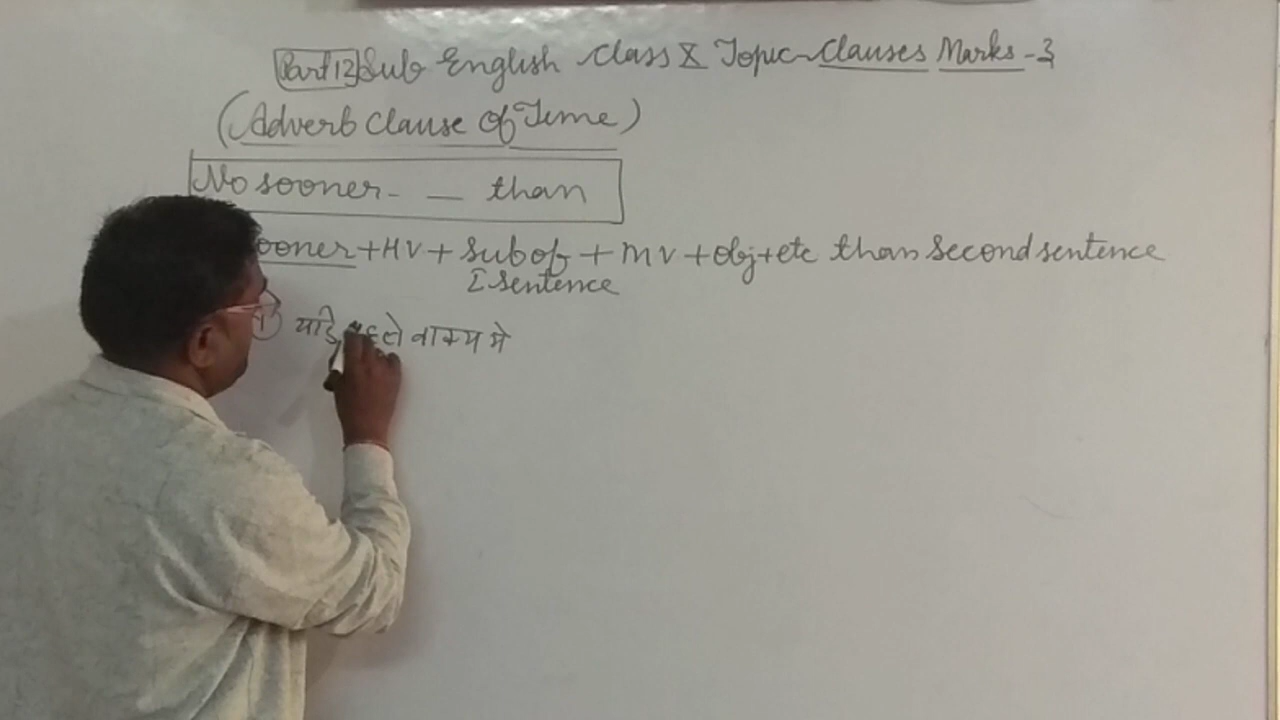 Part 12 Sub English Class X Topic - Clauses Marks - 3
(Adverb Clause Of Time)
No sooner - — than
ooner + HV + Sub of + MV + Obj + etc than Second sentence
I Sentence
1 यदि पहले वाक्य मे